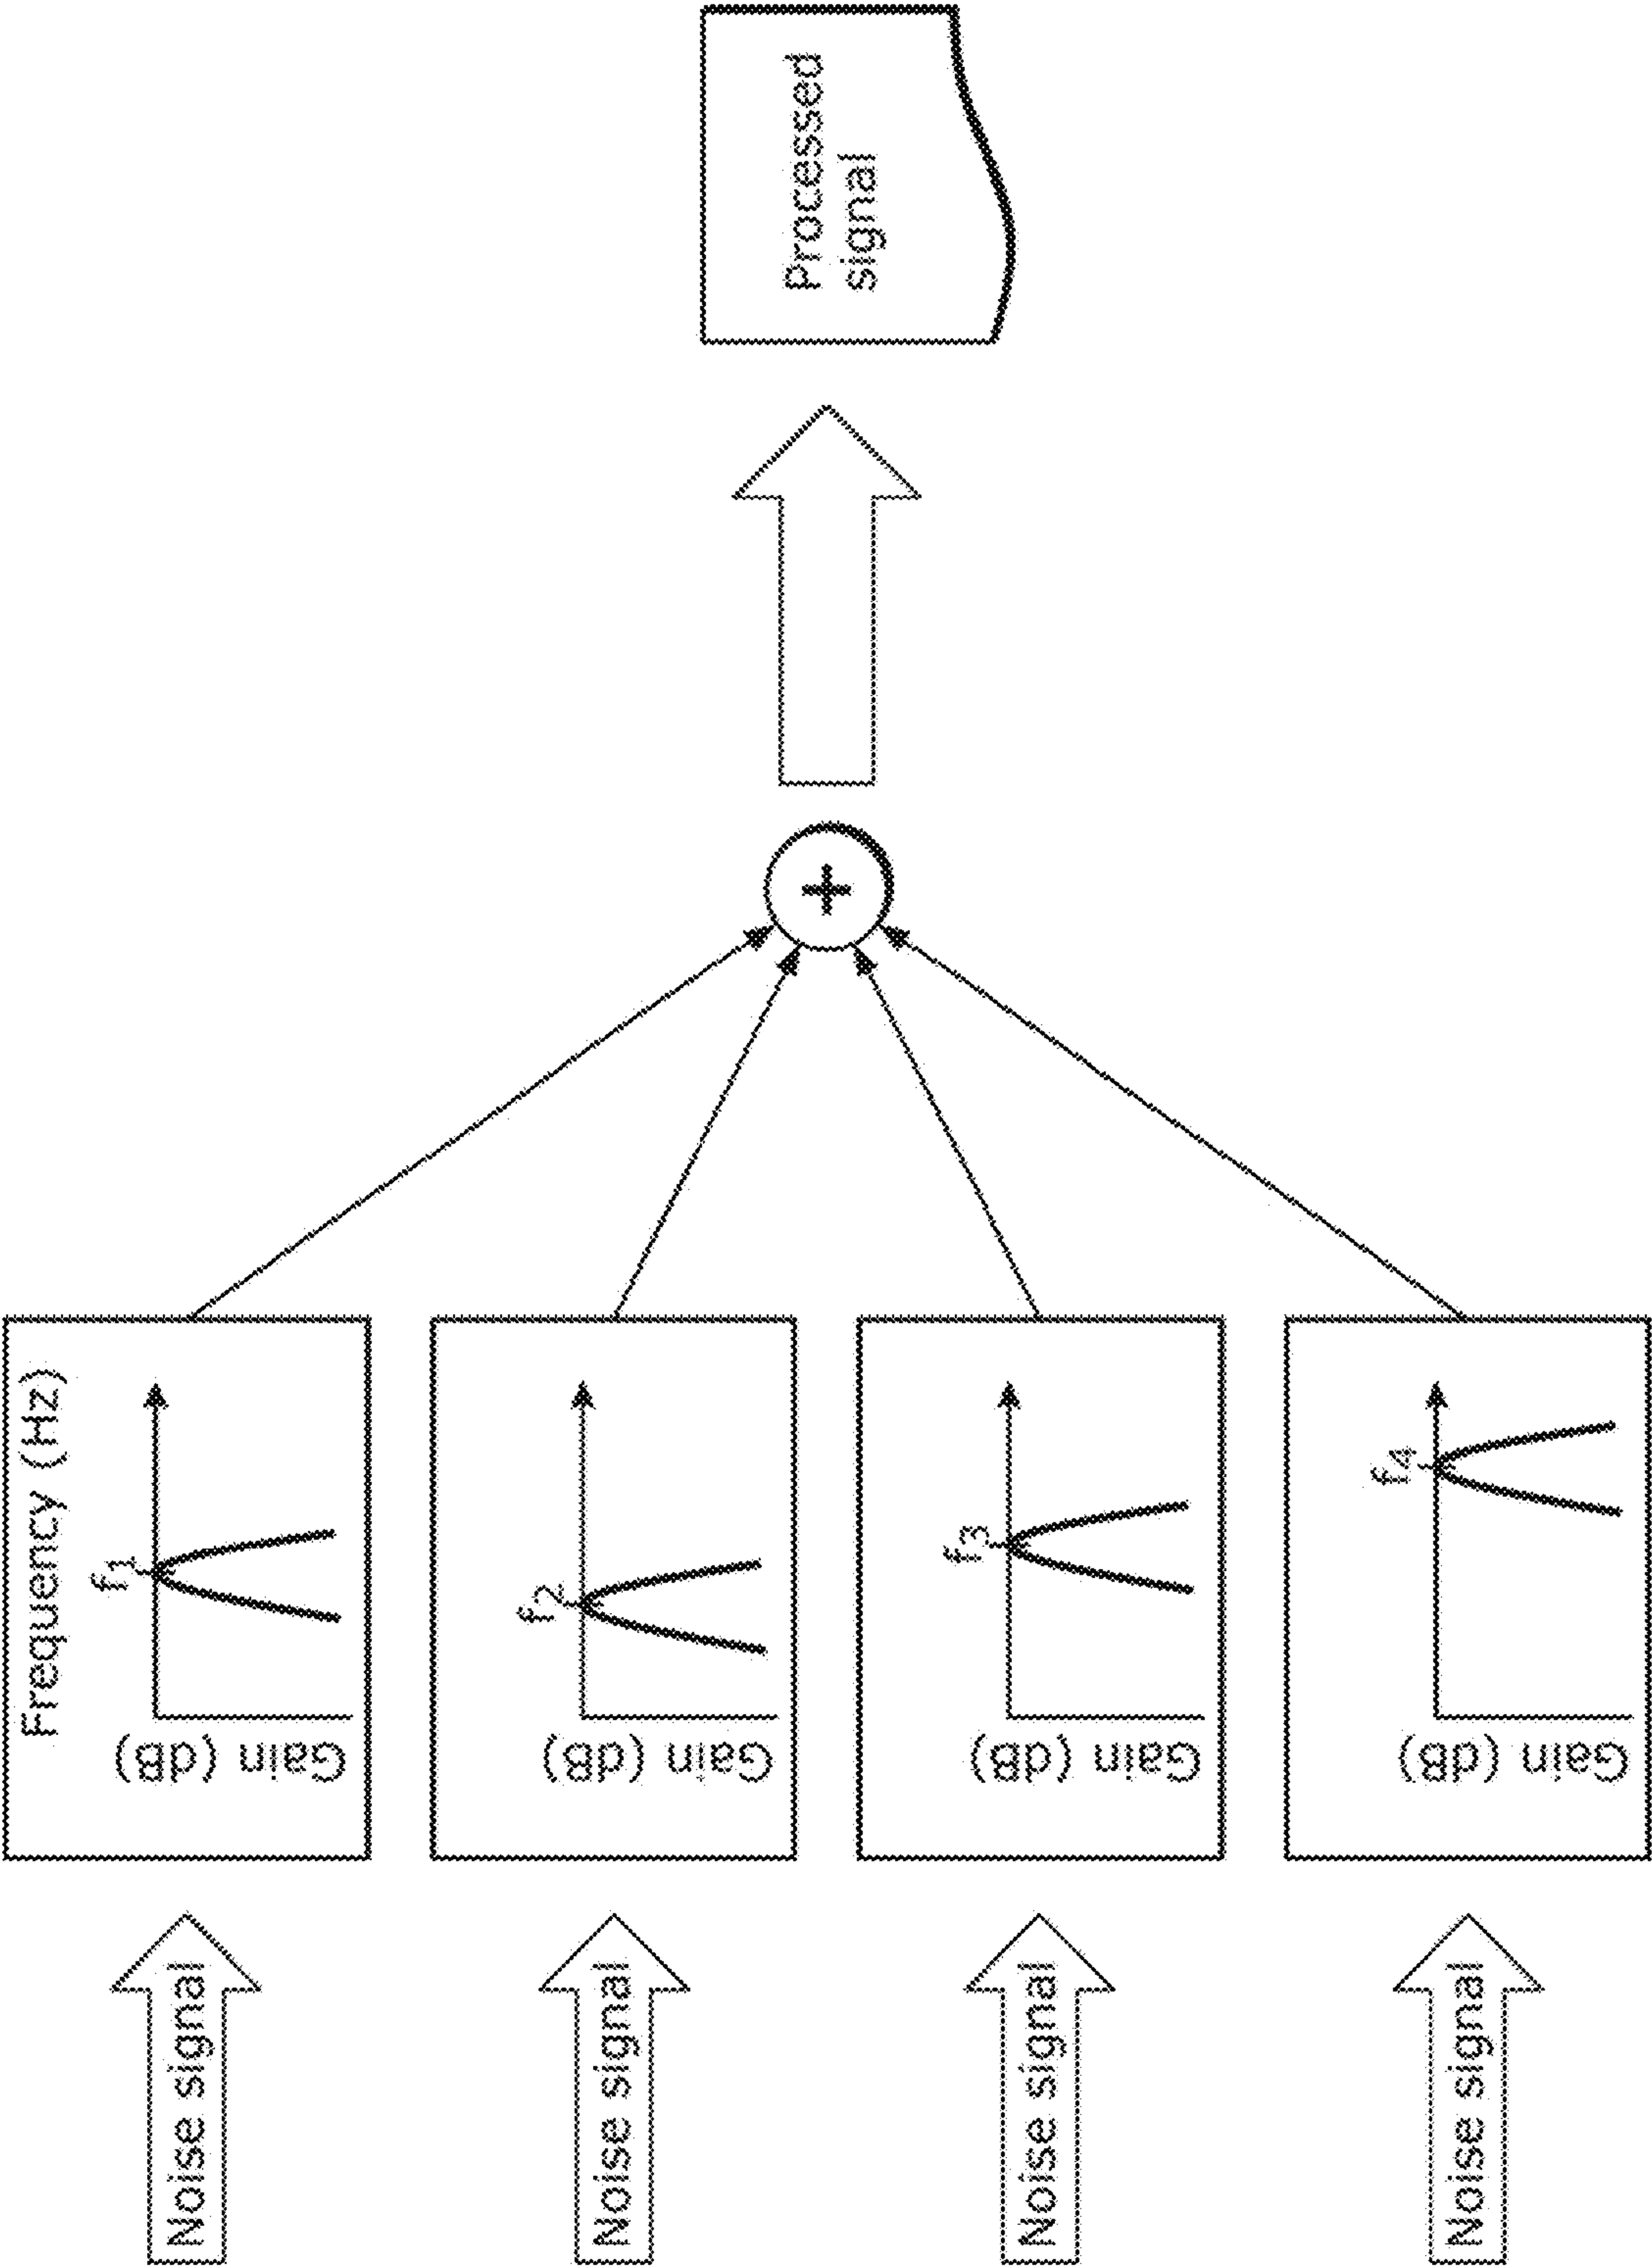 Noise signal
Frequency (Hz)
f1
Gain (dB)
Noise signal
f2
Gain (dB)
Noise signal
f3
Gain (dB)
Noise signal
f4
Gain (dB)
+
Processed
signal